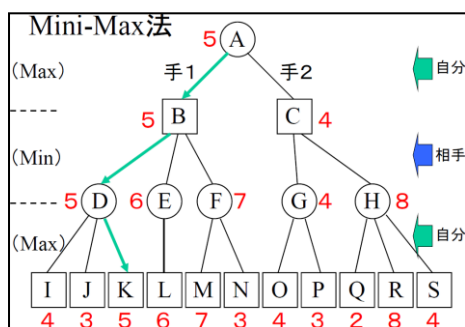 Mini-Max法
5 A
(Max) 手1 手2 自分
5 B C 4
(Min) 相手
5 D 6 E F 7 G 4 H 8
(Max) 自分
I J K L M N O P Q R S
4 3 5 6 7 3 4 3 2 8 4